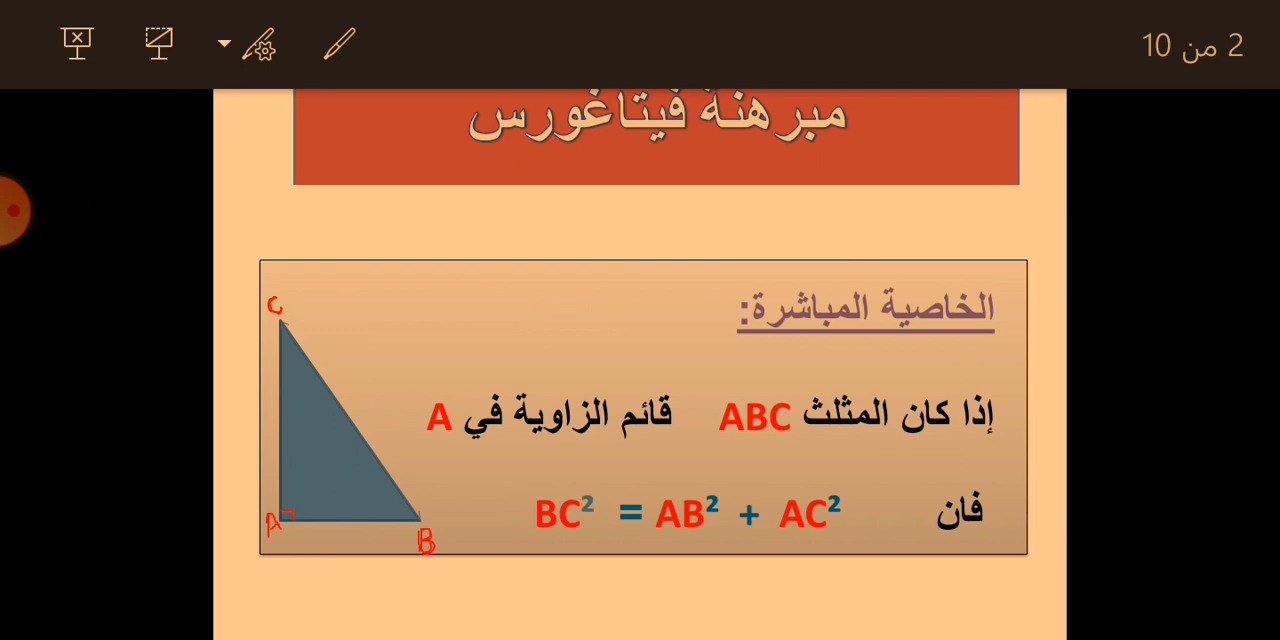 2 من 10
مبرهنة فيتاغورس
الخاصية المباشرة:
إذا كان المثلث ABC قائم الزاوية في A
فان BC² = AB² + AC²
C
A
B